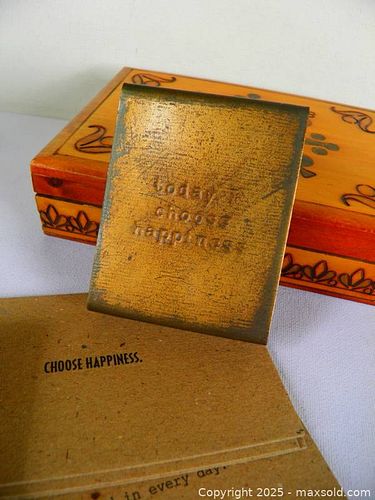 today
choose
happiness
CHOOSE HAPPINESS.
in every day.
Copyright © 2025 - maxsold.com